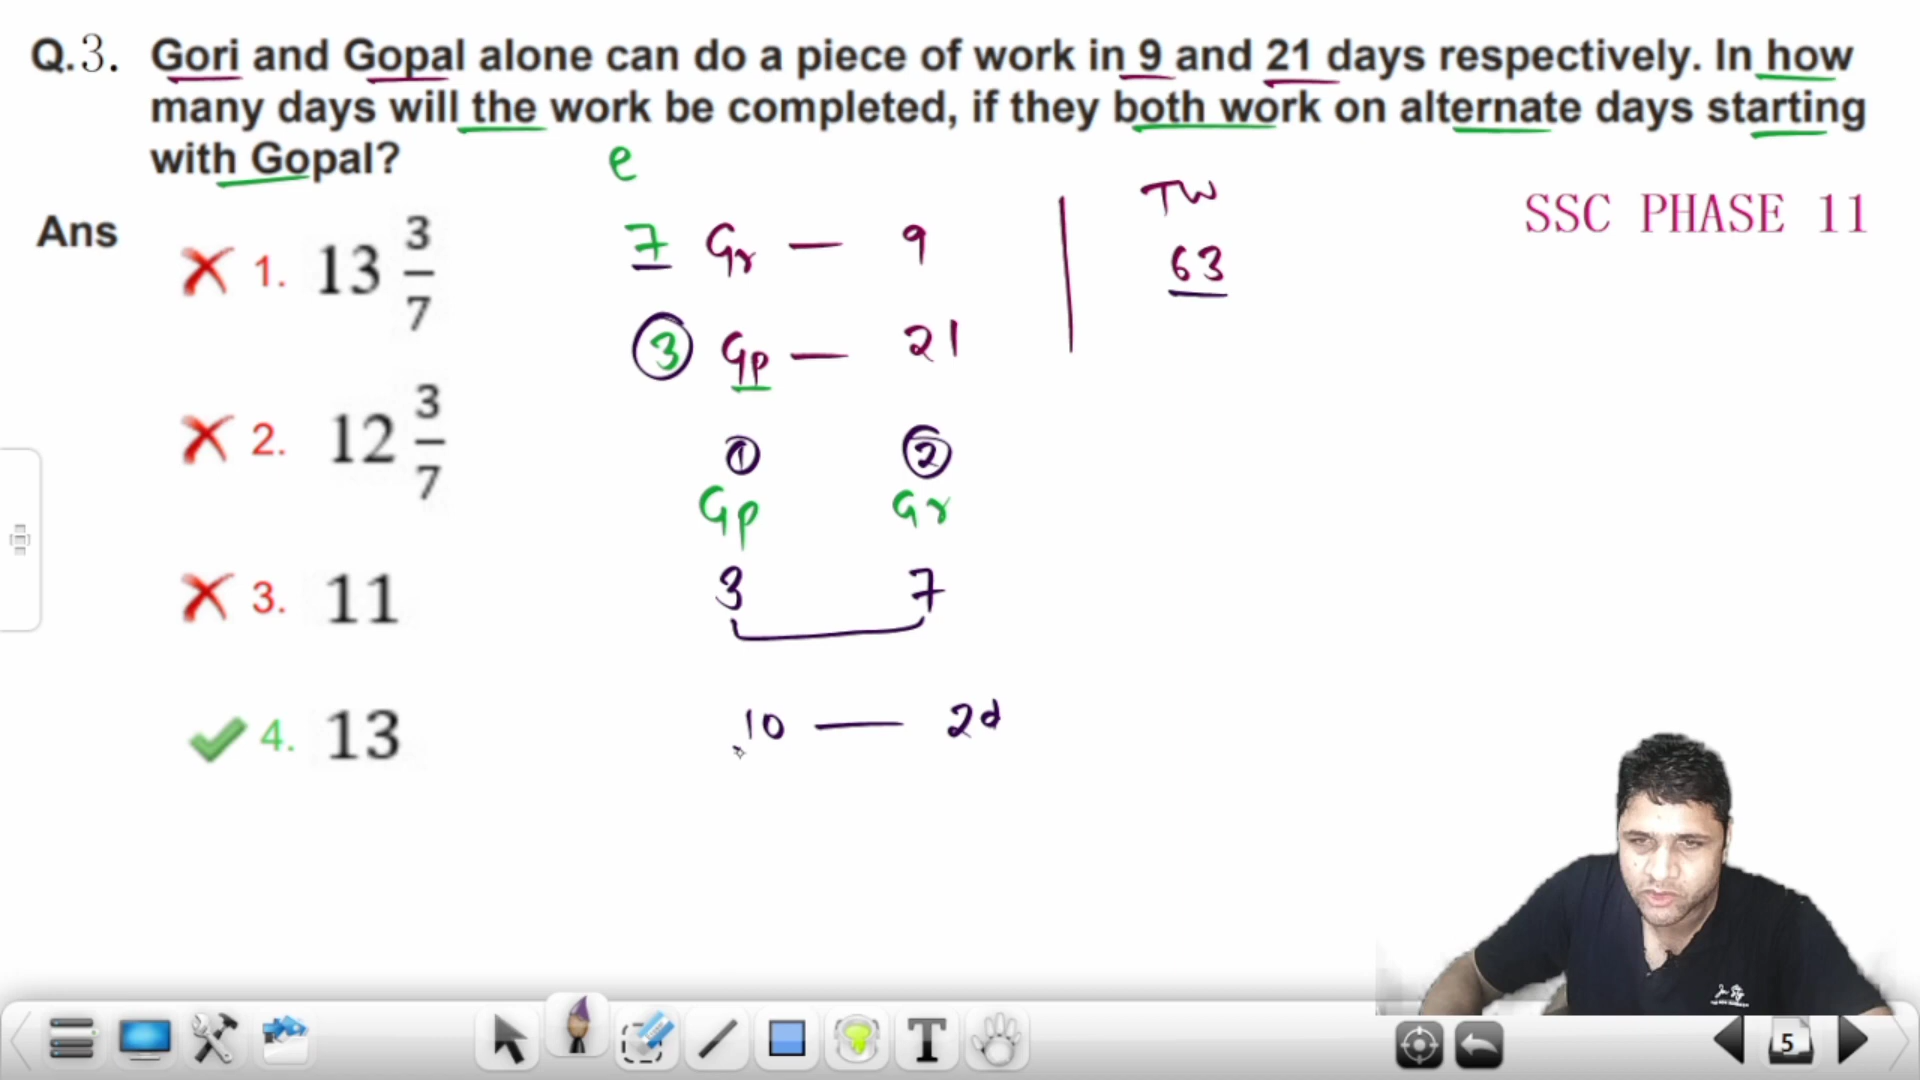 Q.3. Gori and Gopal alone can do a piece of work in 9 and 21 days respectively. In how
many days will the work be completed, if they both work on alternate days starting
with Gopal?
SSC PHASE 11
Ans
1. 13 3/7
2. 12 3/7
3. 11
4. 13
e
7 Gr — 9
3 Gp — 21
TW
63
1 2
Gp Gr
3 7
10 — 2d
T
5